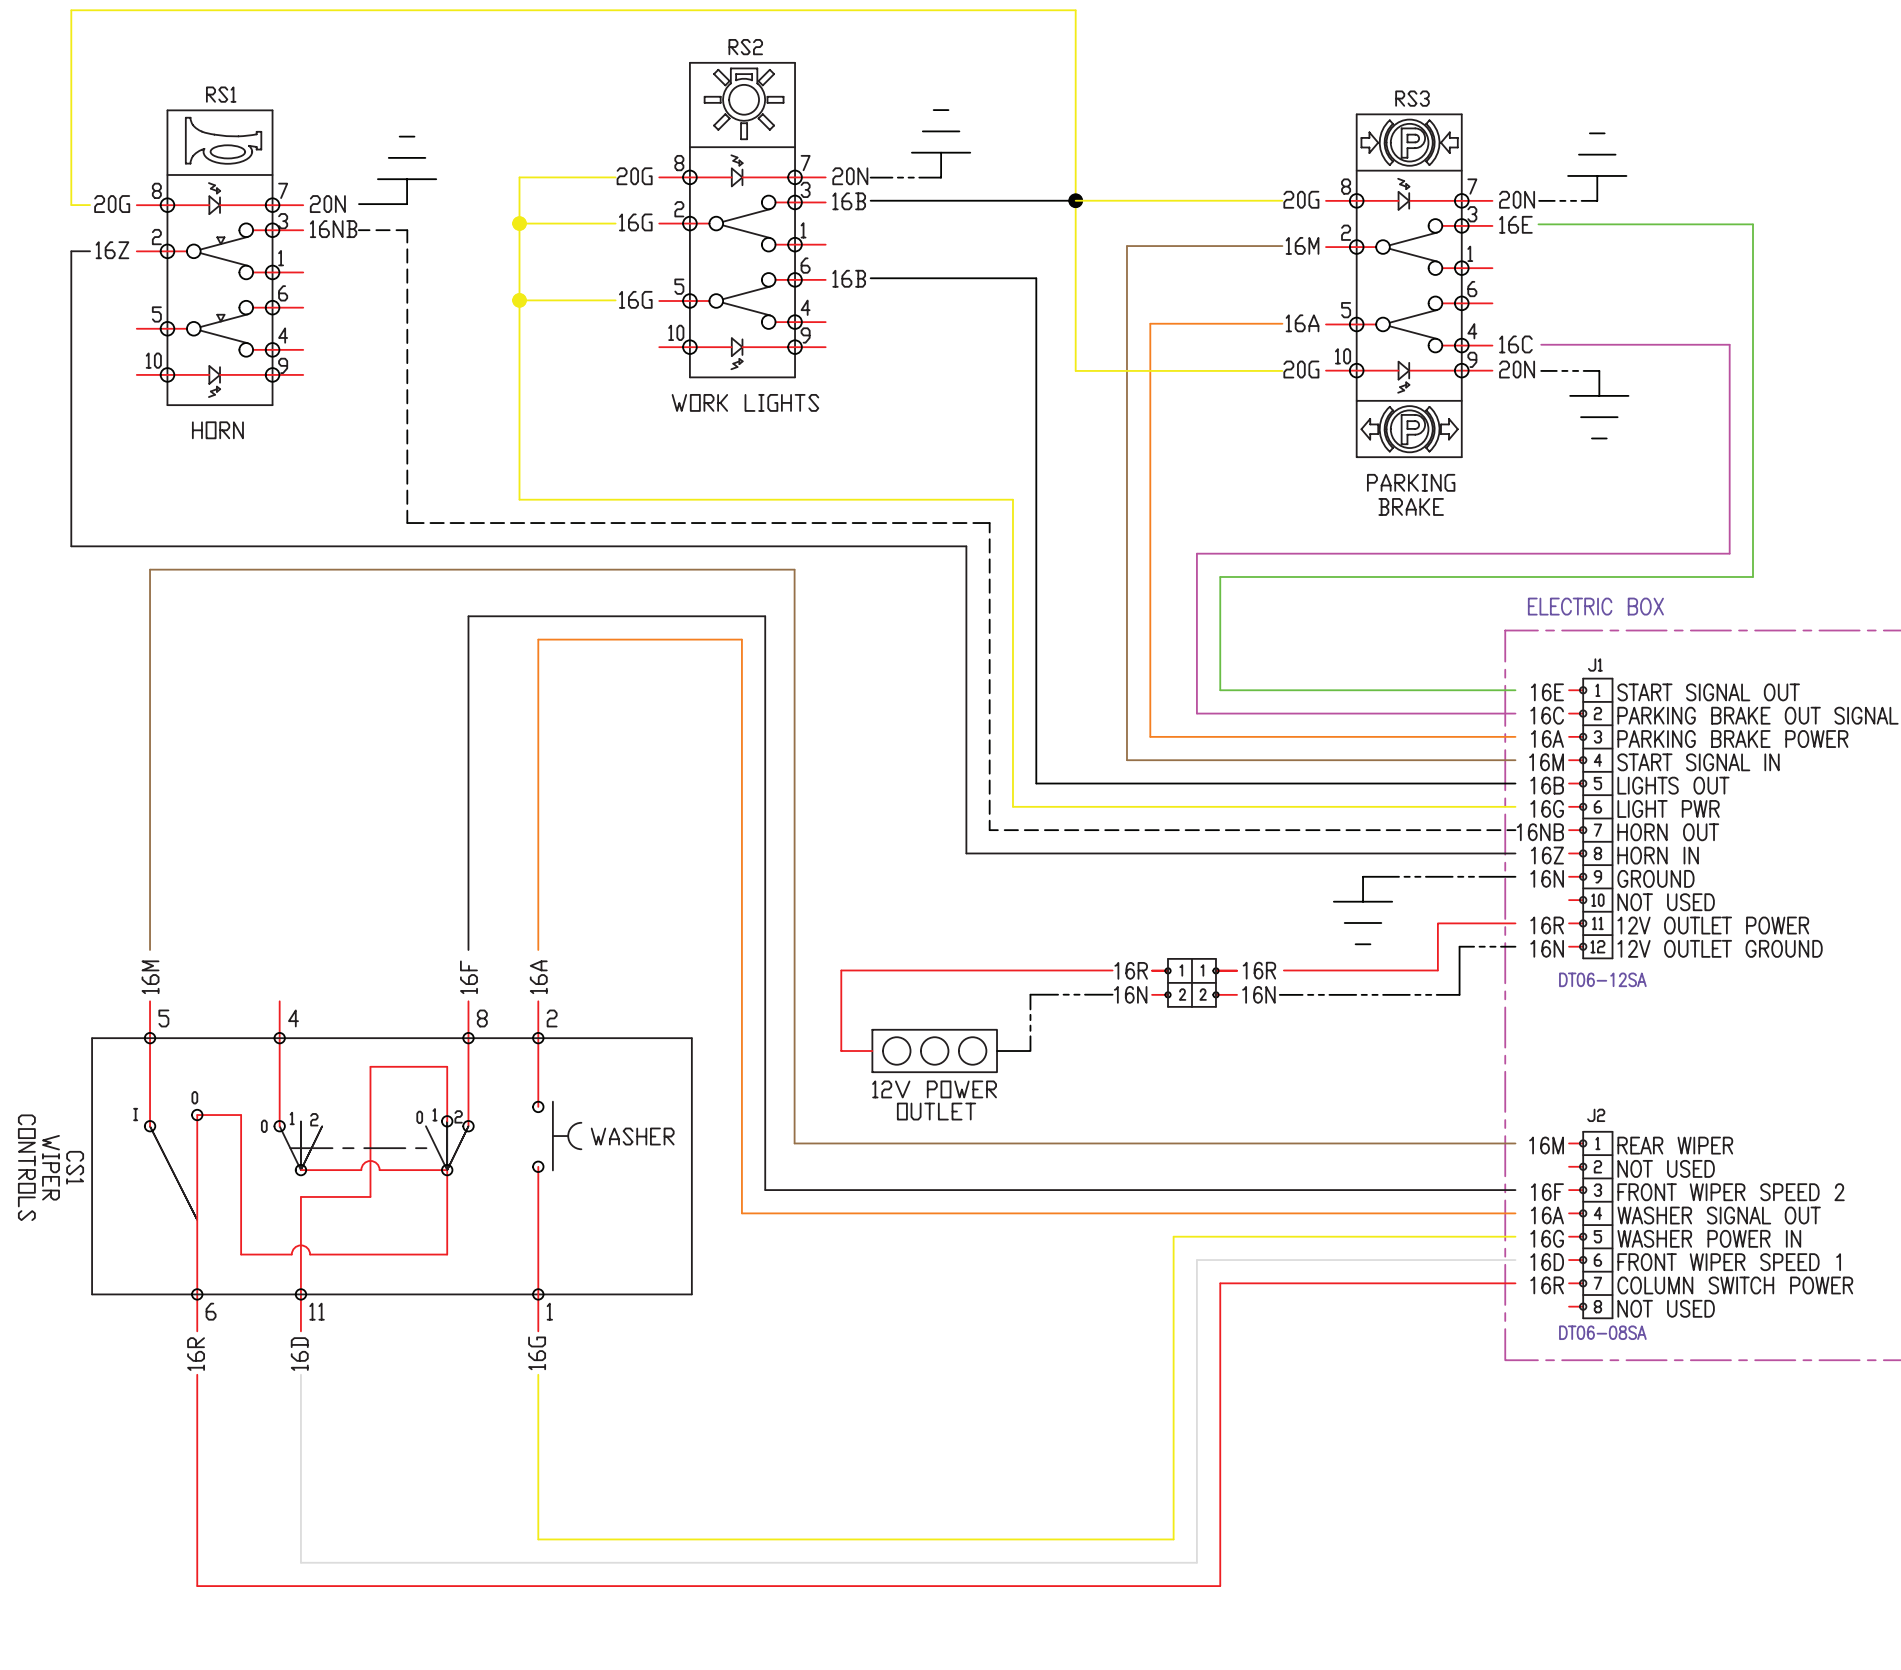 RS1
8
7
20G
20N
3
16NB
2
16Z
1
6
5
4
10
9
HORN
RS2
8
7
20G
20N
3
16B
2
16G
1
6
16B
5
16G
4
10
9
WORK LIGHTS
RS3
P
8
7
20G
20N
3
16E
2
16M
1
6
5
16A
4
16C
10
9
20G
20N
P
PARKING
BRAKE
ELECTRIC BOX
J1
16E 1 START SIGNAL OUT
16C 2 PARKING BRAKE OUT SIGNAL
16A 3 PARKING BRAKE POWER
16M 4 START SIGNAL IN
16B 5 LIGHTS OUT
16G 6 LIGHT PWR
16NB 7 HORN OUT
16Z 8 HORN IN
16N 9 GROUND
10 NOT USED
16R 11 12V OUTLET POWER
16N 12 12V OUTLET GROUND
DT06-12SA
16R 1 1 16R
16N 2 2 16N
12V POWER
OUTLET
16M
16F
16A
5
4
8
2
I
0
0
1
2
0
1
2
WASHER
CS1
WIPER
CONTROLS
6
11
1
16R
16D
16G
J2
16M 1 REAR WIPER
2 NOT USED
16F 3 FRONT WIPER SPEED 2
16A 4 WASHER SIGNAL OUT
16G 5 WASHER POWER IN
16D 6 FRONT WIPER SPEED 1
16R 7 COLUMN SWITCH POWER
8 NOT USED
DT06-08SA